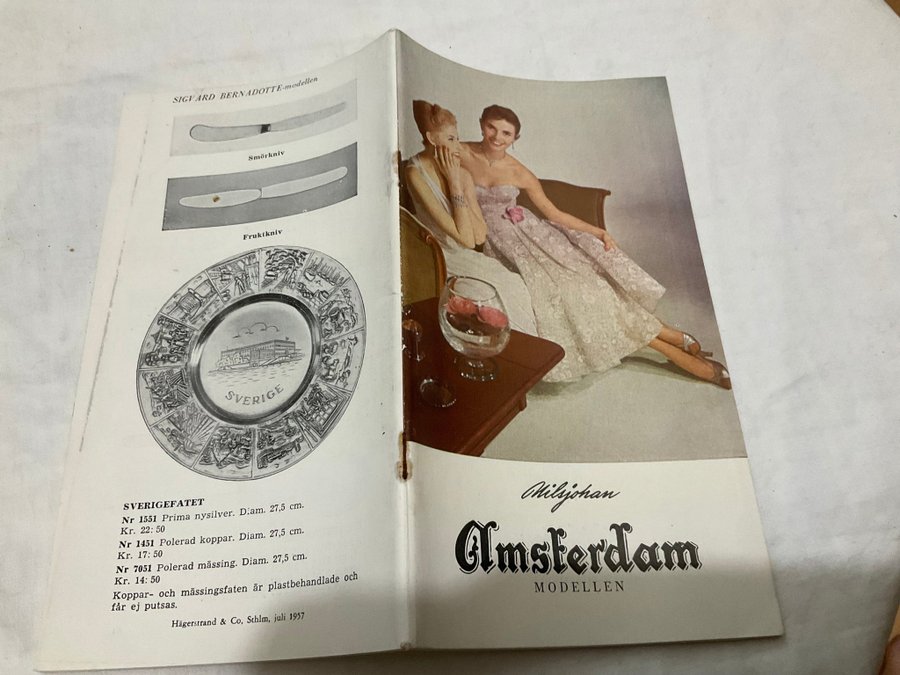 SIGVARD BERNADOTTE-modellen
Smörkniv
Fruktkniv
SVERIGE
SVERIGEFATET
Nr 1551 Prima nysilver. Diam. 27,5 cm.
Kr. 22:50
Nr 1451 Polerad koppar. Diam. 27,5 cm.
Kr. 17:50
Nr 7051 Polerad mässing. Diam. 27,5 cm.
Kr. 14:50
Koppar- och mässingsfaten är plastbehandlade och
får ej putsas.
Hägerstrand & Co, Sthlm, juli 1957
Nilsjohan
Amsterdam
MODELLEN